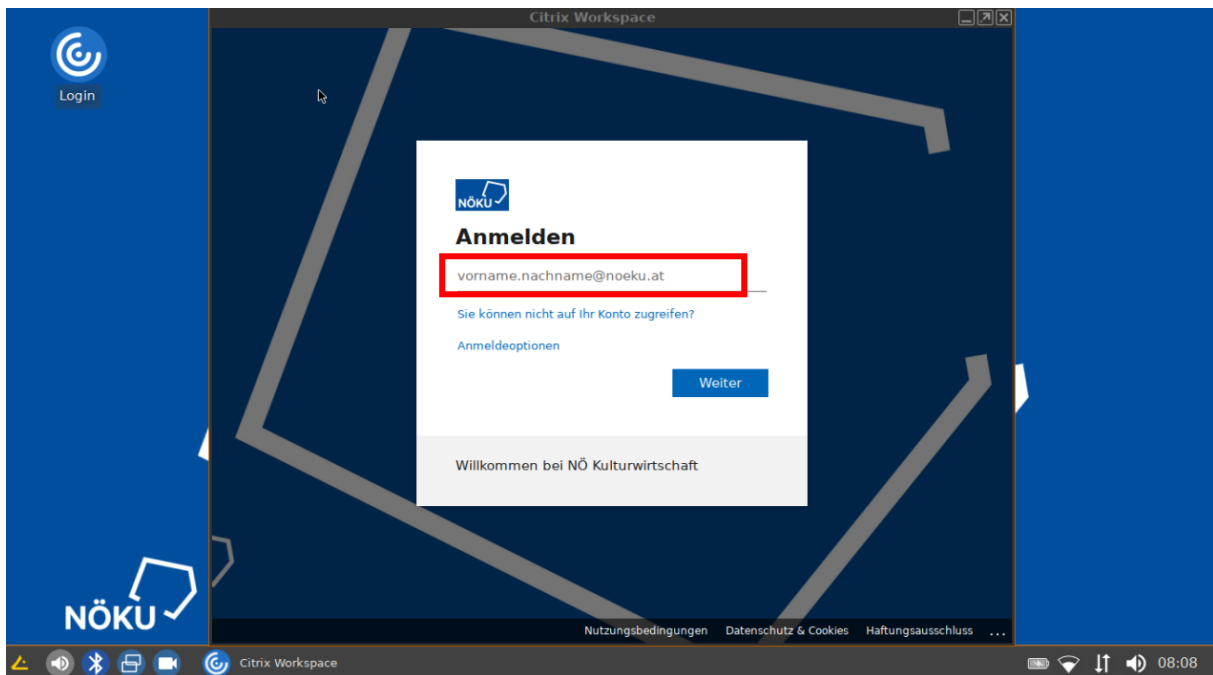 Citrix Workspace
Login
NÖKU
Anmelden
vorname.nachname@noeku.at
Sie können nicht auf Ihr Konto zugreifen?
Anmeldeoptionen
Weiter
Willkommen bei NÖ Kulturwirtschaft
NÖKU
Nutzungsbedingungen Datenschutz & Cookies Haftungsausschluss ...
Citrix Workspace 08:08